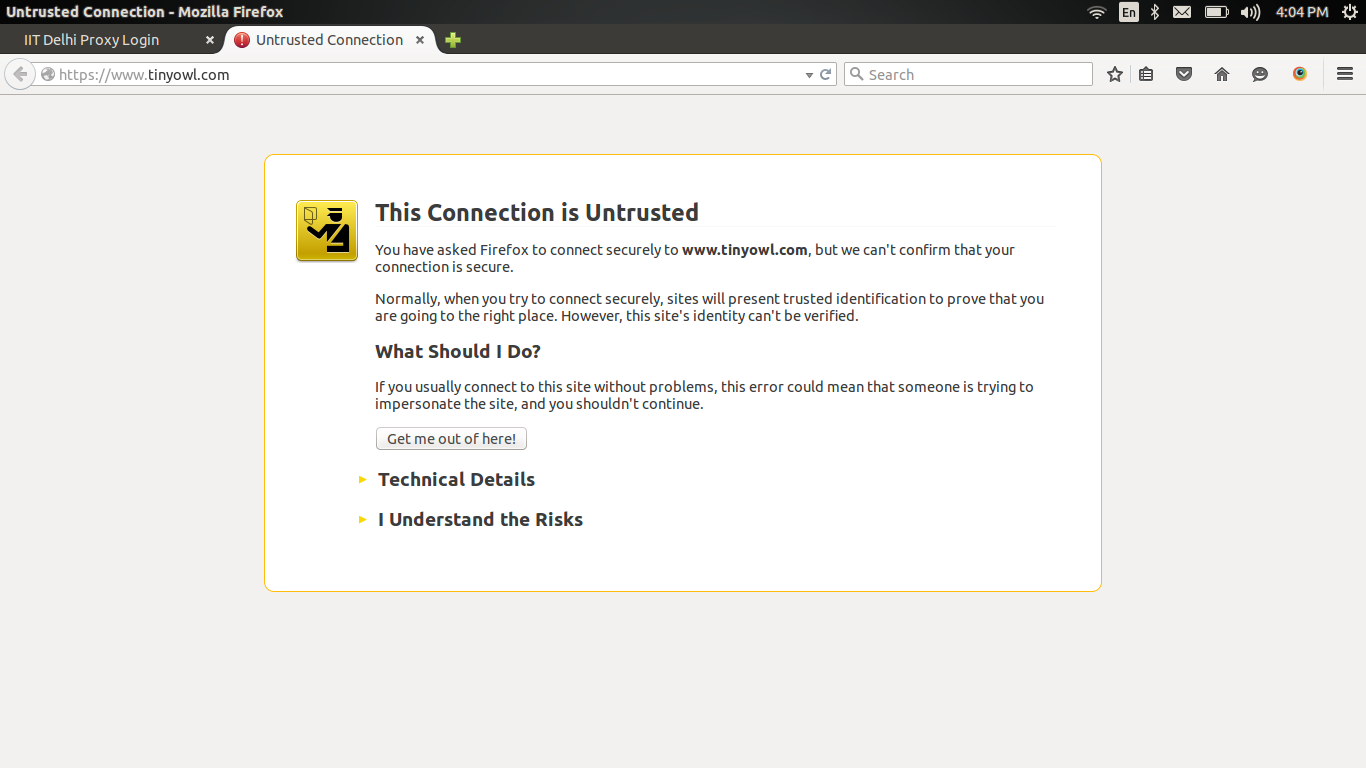 Untrusted Connection - Mozilla Firefox
En
4:04 PM
IIT Delhi Proxy Login
Untrusted Connection
https://www.tinyowl.com
Search
This Connection is Untrusted
You have asked Firefox to connect securely to www.tinyowl.com, but we can't confirm that your
connection is secure.
Normally, when you try to connect securely, sites will present trusted identification to prove that you
are going to the right place. However, this site's identity can't be verified.
What Should I Do?
If you usually connect to this site without problems, this error could mean that someone is trying to
impersonate the site, and you shouldn't continue.
Get me out of here!
Technical Details
I Understand the Risks